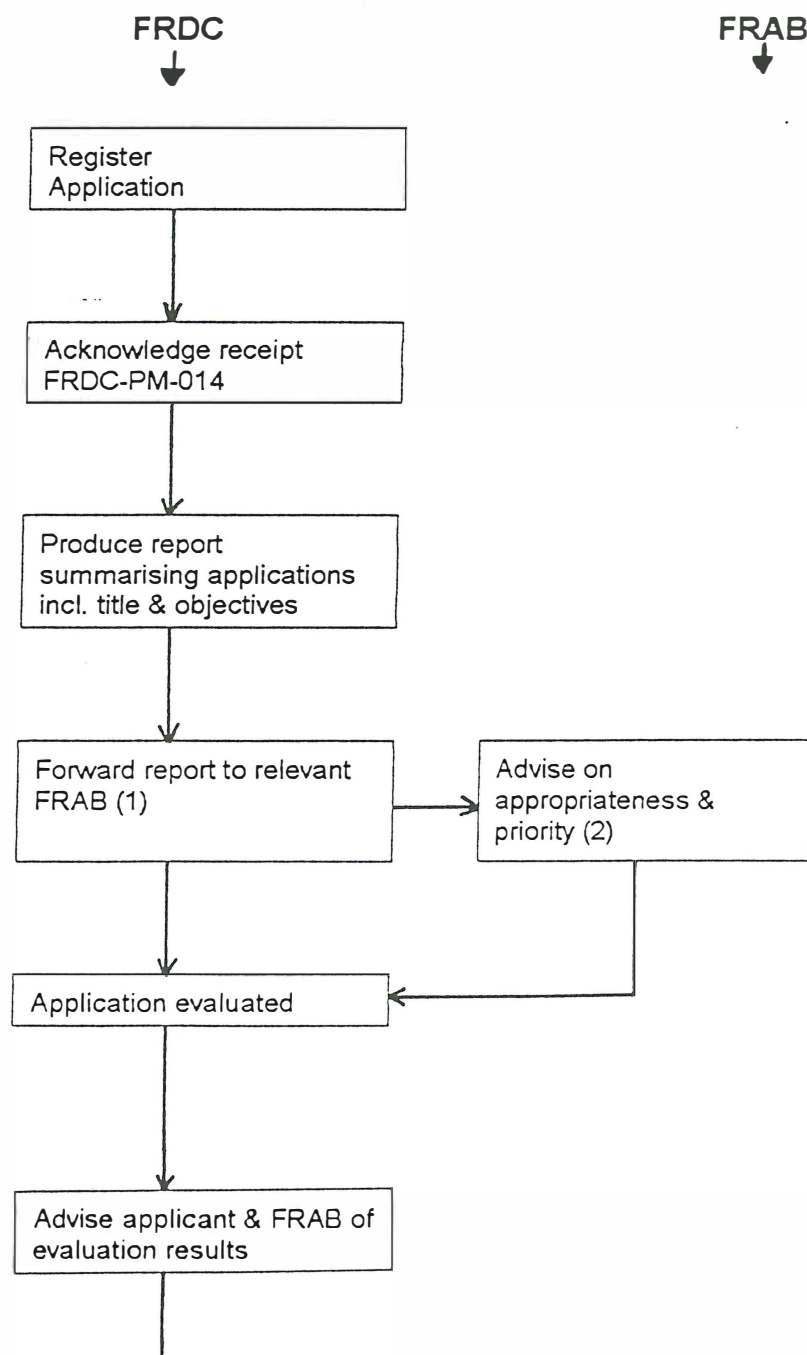 FRDC
FRAB
Register
Application
Acknowledge receipt
FRDC-PM-014
Produce report
summarising applications
incl. title & objectives
Forward report to relevant
FRAB (1)
Advise on
appropriateness &
priority (2)
Application evaluated
Advise applicant & FRAB of
evaluation results